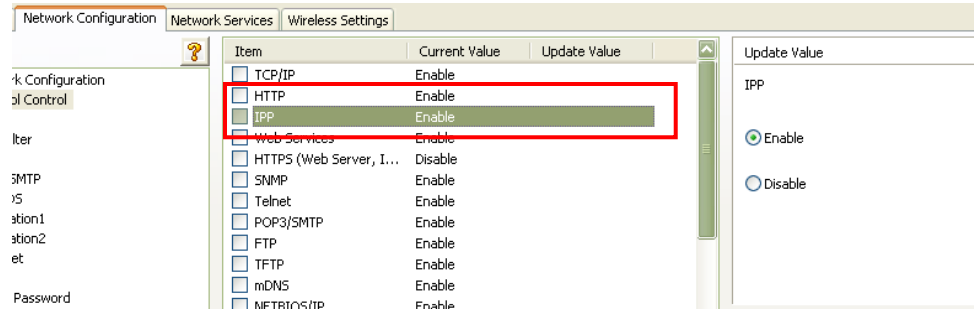 Network Configuration Network Services Wireless Settings
? Item Current Value Update Value Update Value
TCP/IP Enable
rk Configuration
HTTP Enable IPP
ol Control
IPP Enable
lter Web Services Enable Enable
HTTPS (Web Server, I... Disable
SMTP SNMP Enable Disable
OS Telnet Enable
ation1 POP3/SMTP Enable
ation2 FTP Enable
et TFTP Enable
mDNS Enable
Password NETBIOS/IP Enable